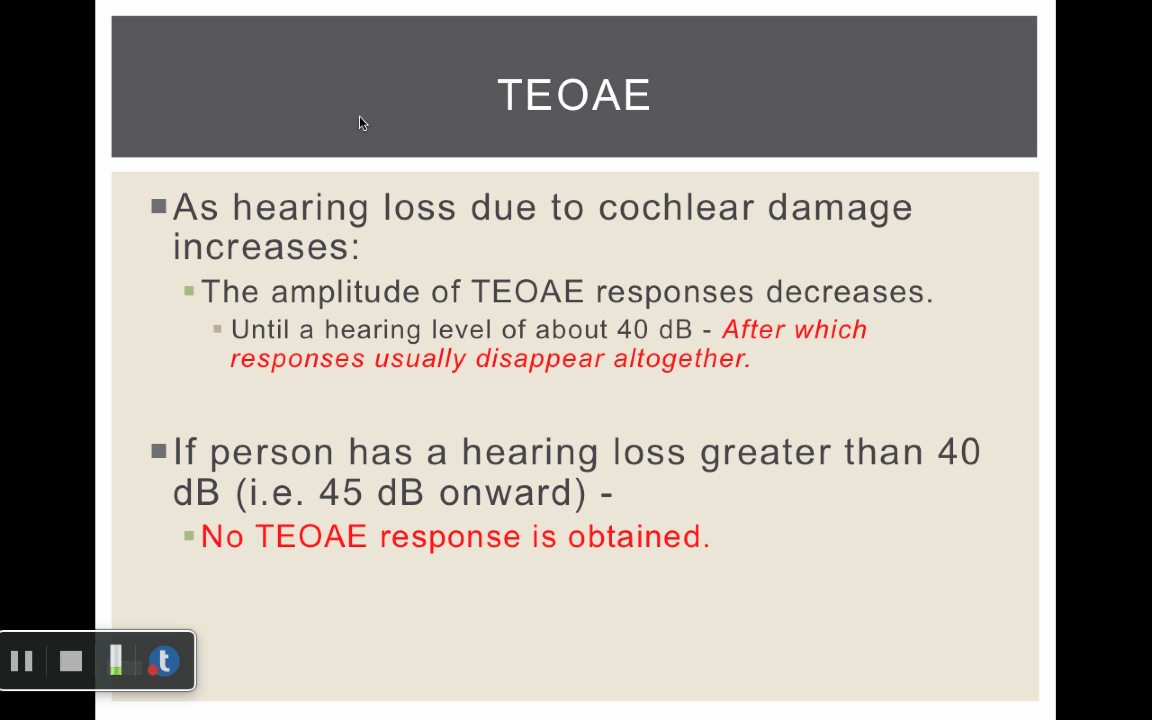 TEOAE
As hearing loss due to cochlear damage
increases:
The amplitude of TEOAE responses decreases.
Until a hearing level of about 40 dB - After which
responses usually disappear altogether.
If person has a hearing loss greater than 40
dB (i.e. 45 dB onward) -
No TEOAE response is obtained.
t